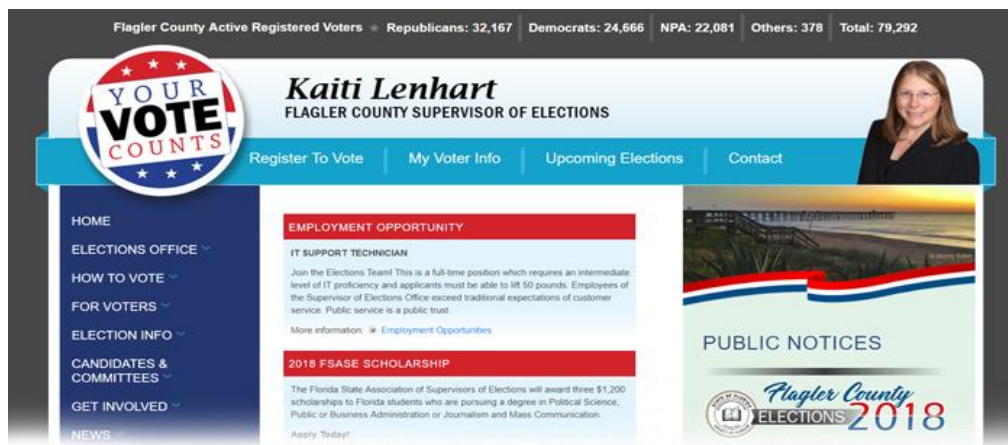 Flagler County Active Registered Voters ★ Republicans: 32,167 Democrats: 24,666 NPA: 22,081 Others: 378 Total: 79,292
YOUR
VOTE
COUNTS
Kaiti Lenhart
FLAGLER COUNTY SUPERVISOR OF ELECTIONS
Register To Vote My Voter Info Upcoming Elections Contact
HOME
ELECTIONS OFFICE
HOW TO VOTE
FOR VOTERS
ELECTION INFO
CANDIDATES &
COMMITTEES
GET INVOLVED
NEWS
EMPLOYMENT OPPORTUNITY
IT SUPPORT TECHNICIAN
Join the Elections Team! This is a full-time position which requires an intermediate
level of IT proficiency and applicants must be able to lift 50 pounds. Employees of
the Supervisor of Elections Office exceed traditional expectations of customer
service. Public service is a public trust.
More information: Employment Opportunities
2018 FSASE SCHOLARSHIP
The Florida State Association of Supervisors of Elections will award three $1,200
scholarships to Florida students who are pursuing a degree in Political Science,
Public or Business Administration or Journalism and Mass Communication.
Apply Today!
PUBLIC NOTICES
Flagler County
ELECTIONS 2018